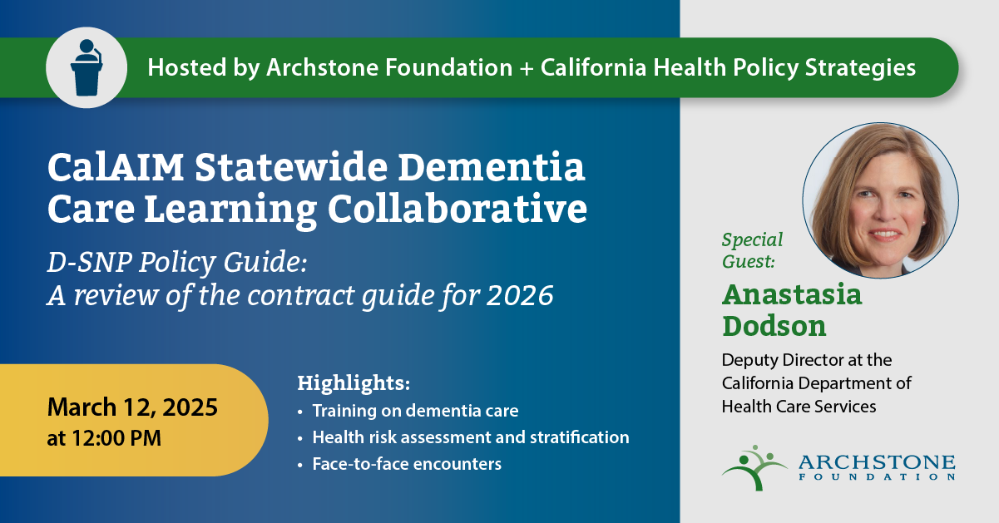 Hosted by Archstone Foundation + California Health Policy Strategies
CalAIM Statewide Dementia
Care Learning Collaborative
D-SNP Policy Guide:
A review of the contract guide for 2026
March 12, 2025
at 12:00 PM
Highlights:
• Training on dementia care
• Health risk assessment and stratification
• Face-to-face encounters
Special
Guest:
Anastasia
Dodson
Deputy Director at the
California Department of
Health Care Services
ARCHSTONE
FOUNDATION